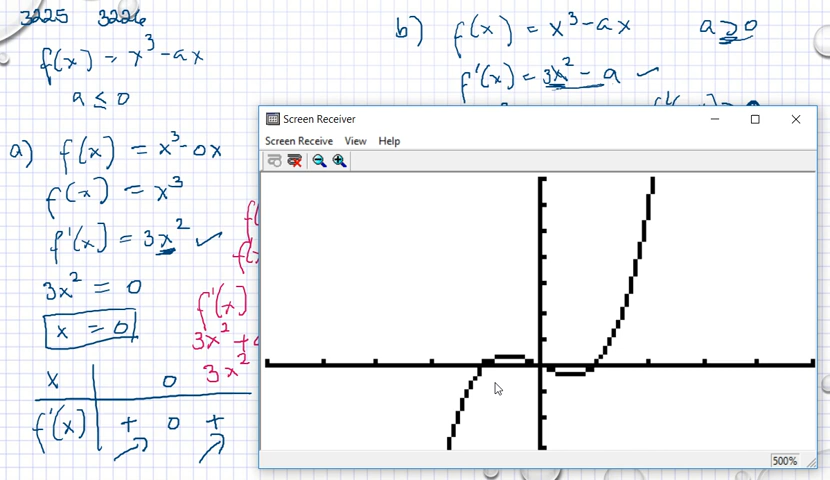 3225 3226
f(x) = x³ - ax
a ≤ 0
a) f(x) = x³ - 0x
f(x) = x³
f'(x) = 3x² ✓
3x² = 0
x = 0
x 0
f'(x) + 0 +
f'(x)
3x² +
3x²
b) f(x) = x³ - ax a ≥ 0
f'(x) = 3x² - a ✓
Screen Receiver
Screen Receive View Help
500%